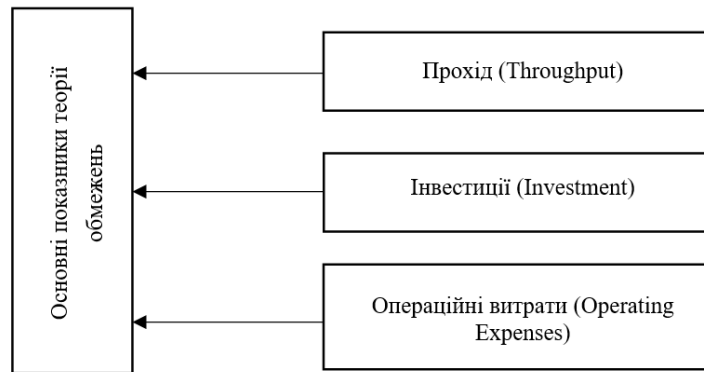 Основні показники теорії
обмежень
Прохід (Throughput)
Інвестиції (Investment)
Операційні витрати (Operating
Expenses)